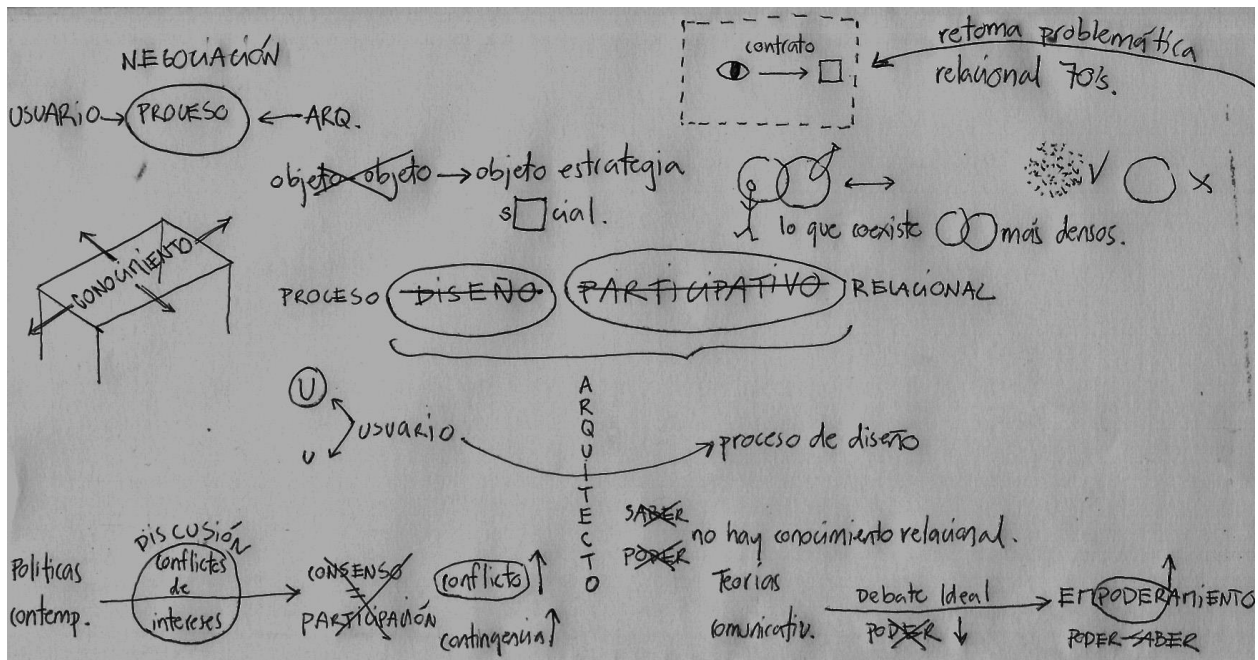 NEGOCIACIÓN
USUARIO → PROCESO ← ARQ.
contrato
retoma problemática
relacional 70's.
objeto objeto → objeto estrategia
s□cial.
lo que coexiste más densos.
CONOCIMIENTO
PROCESO DISEÑO PARTICIPATIVO RELACIONAL
U
U
USUARIO
ARQUITECTO
proceso de diseño
SABER
PODER
no hay conocimiento relacional.
Políticas
contemp.
DISCUSIÓN
conflictos
de
intereses
CONSENSO
=
PARTICIPACIÓN
conflicto ↑
contingencia ↑
Teorías
comunicativ.
Debate Ideal
PODER ↓
EMPODERAMIENTO
PODER-SABER